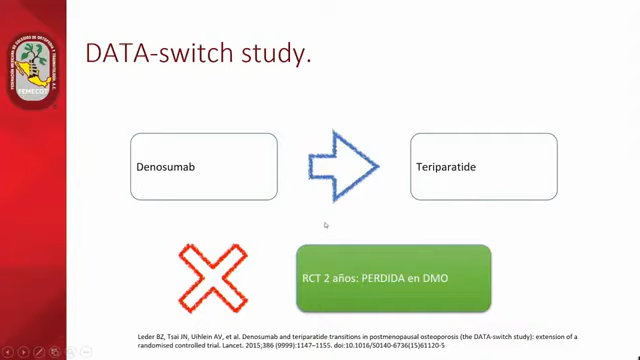 DATA-switch study.
FEMECOT
Denosumab
Teriparatide
RCT 2 años: PERDIDA en DMO
Leder BZ, Tsai JN, Uihlein AV, et al. Denosumab and teriparatide transitions in postmenopausal osteoporosis (the DATA-switch study): extension of a
randomised controlled trial. Lancet. 2015;386 (9999):1147–1155. doi:10.1016/S0140-6736(15)61120-5